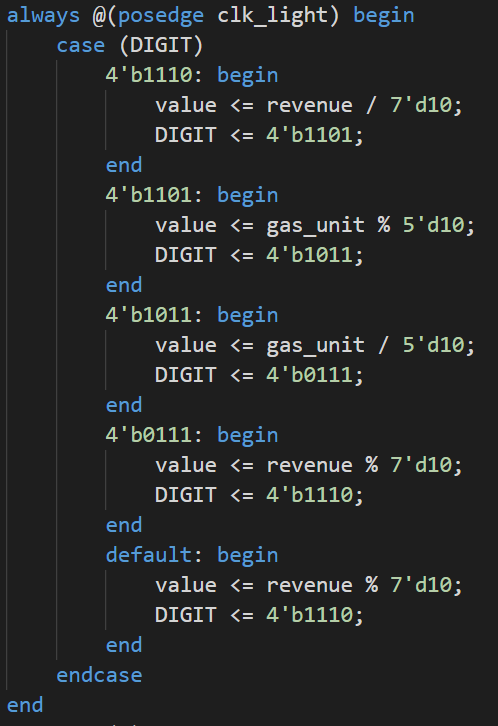 always @(posedge clk_light) begin
    case (DIGIT)
        4'b1110: begin
            value <= revenue / 7'd10;
            DIGIT <= 4'b1101;
        end
        4'b1101: begin
            value <= gas_unit % 5'd10;
            DIGIT <= 4'b1011;
        end
        4'b1011: begin
            value <= gas_unit / 5'd10;
            DIGIT <= 4'b0111;
        end
        4'b0111: begin
            value <= revenue % 7'd10;
            DIGIT <= 4'b1110;
        end
        default: begin
            value <= revenue % 7'd10;
            DIGIT <= 4'b1110;
        end
    endcase
end